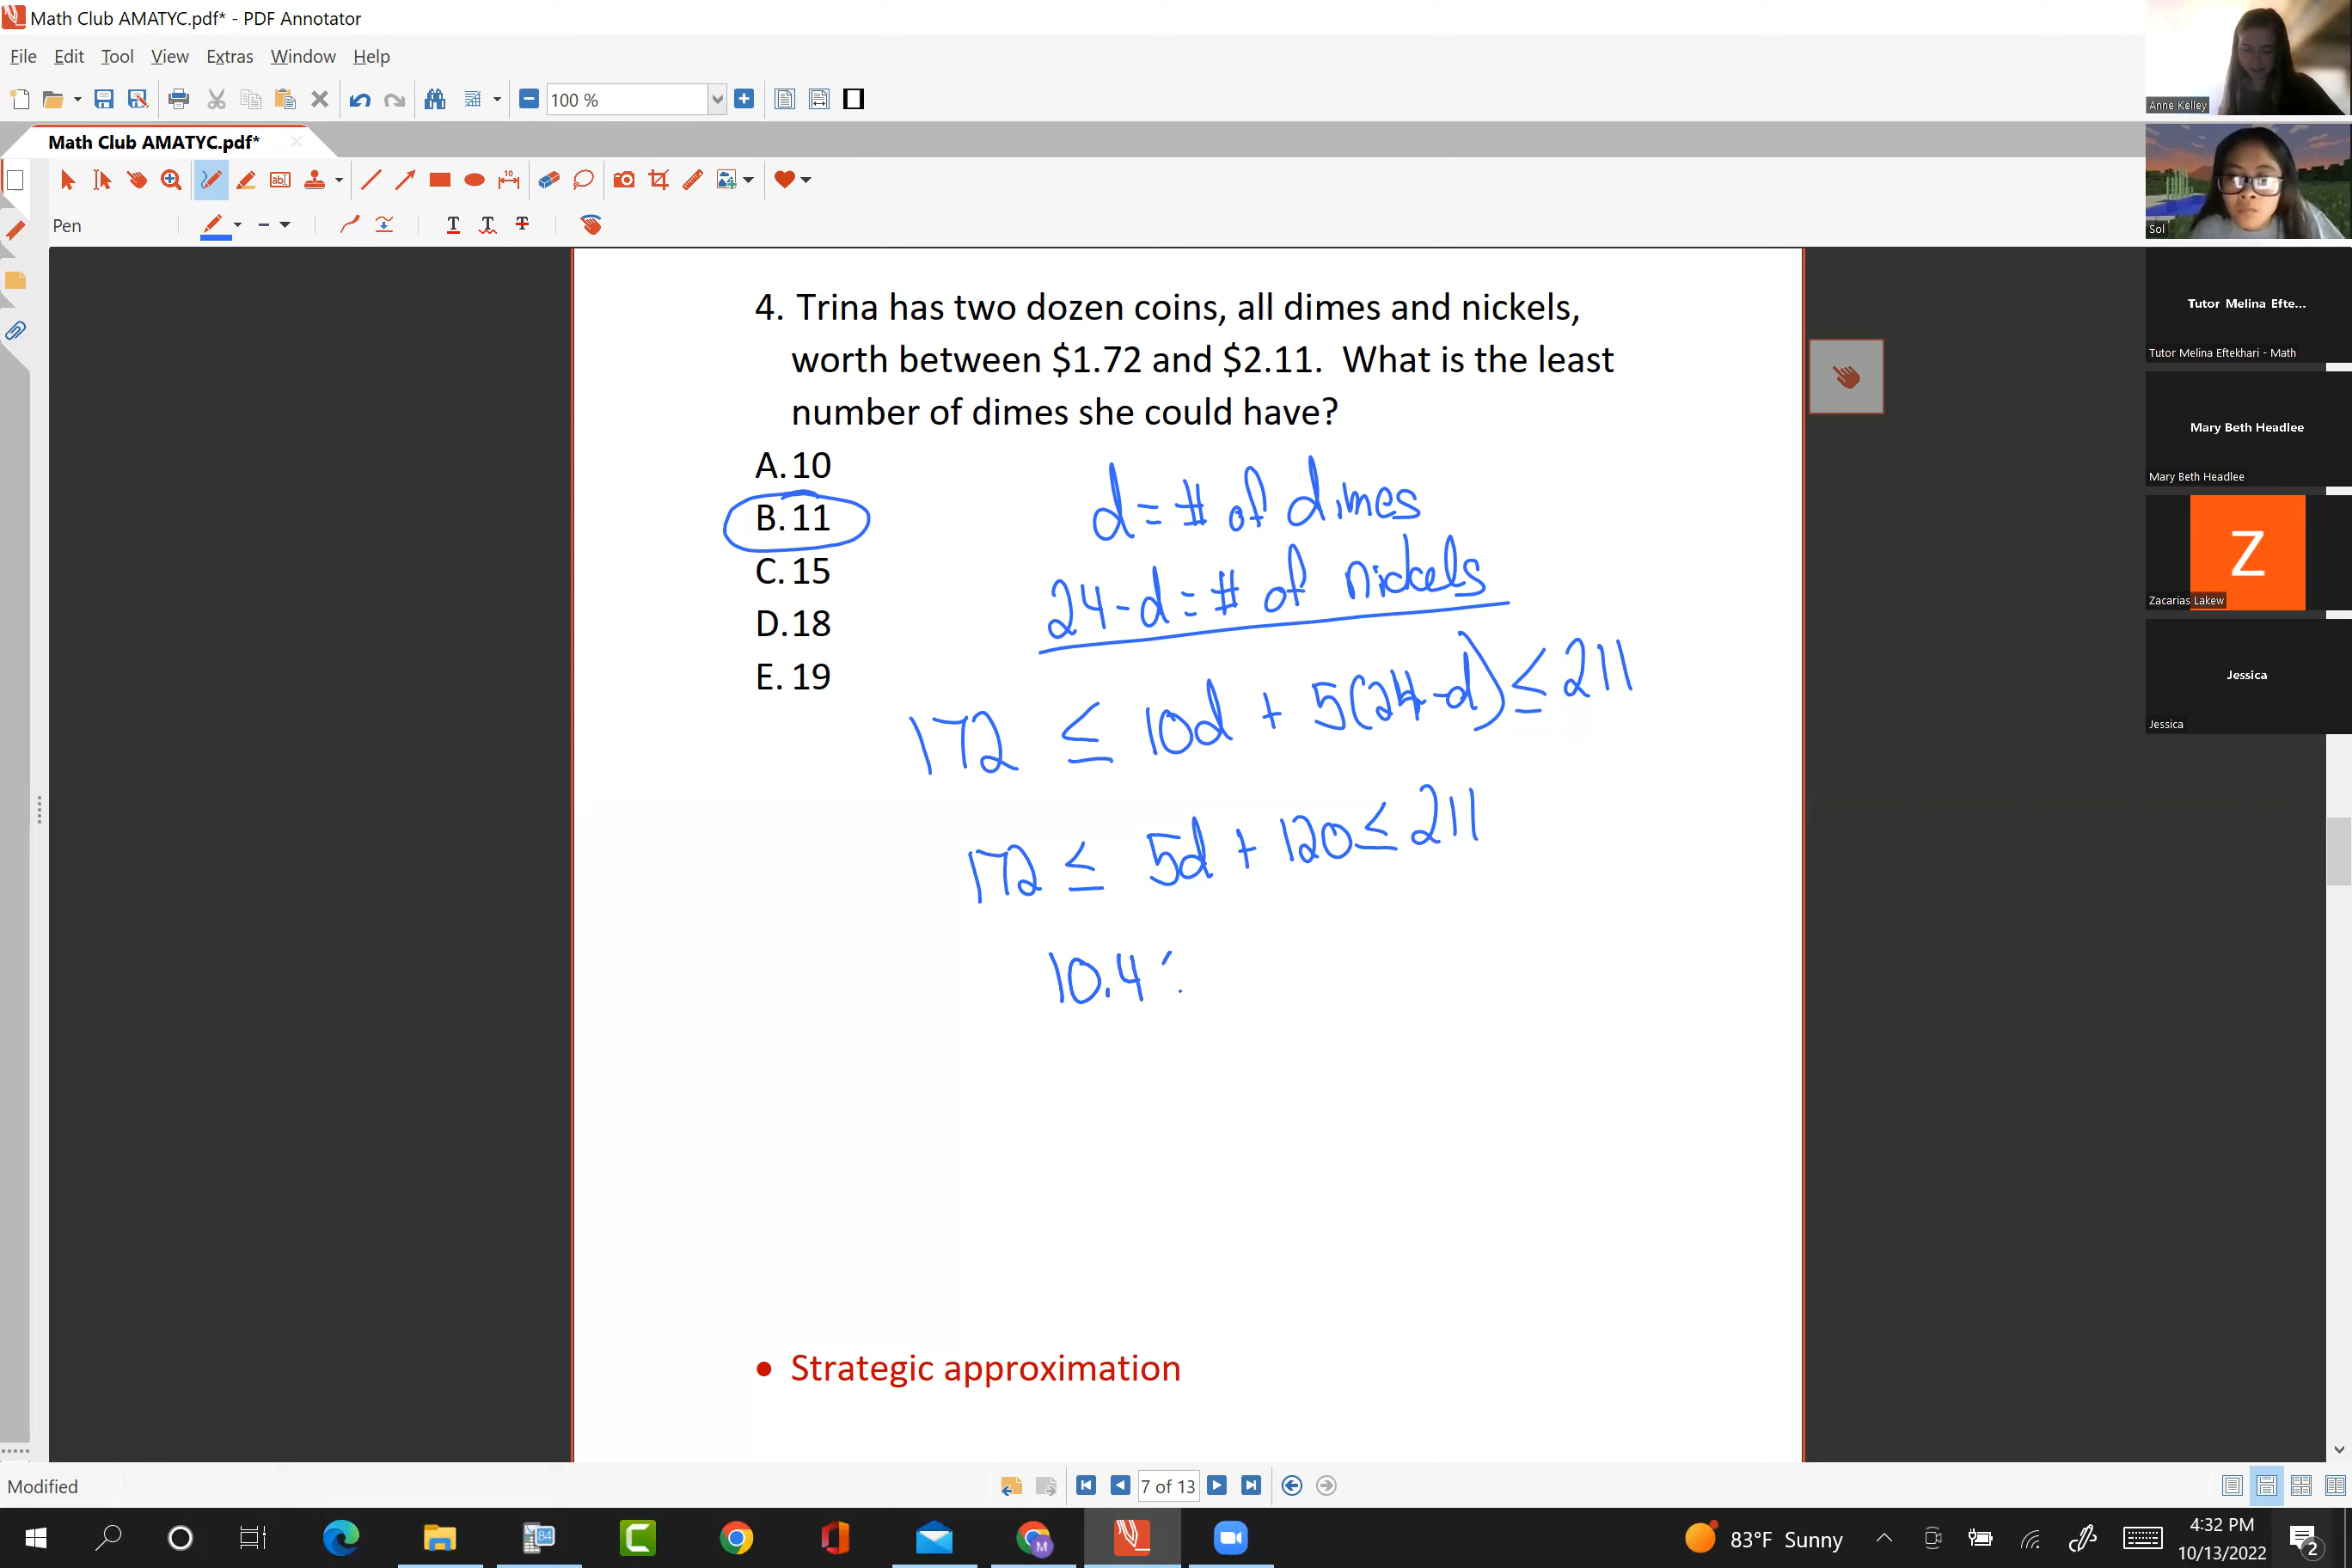 Math Club AMATYC.pdf* - PDF Annotator
File Edit Tool View Extras Window Help
100 %
Math Club AMATYC.pdf*
Pen
4. Trina has two dozen coins, all dimes and nickels,
worth between $1.72 and $2.11. What is the least
number of dimes she could have?
A. 10
B. 11
C. 15
D. 18
E. 19
d = # of dimes
24 - d = # of nickels
172 ≤ 10d + 5(24-d) ≤ 211
172 ≤ 5d + 120 ≤ 211
10.4
• Strategic approximation
Anne Kelley
Sol
Tutor Melina Efte...
Tutor Melina Eftekhari - Math
Mary Beth Headlee
Mary Beth Headlee
Z
Zacarias Lakew
Jessica
Jessica
Modified
7 of 13
84
M
83°F Sunny
4:32 PM
10/13/2022
2